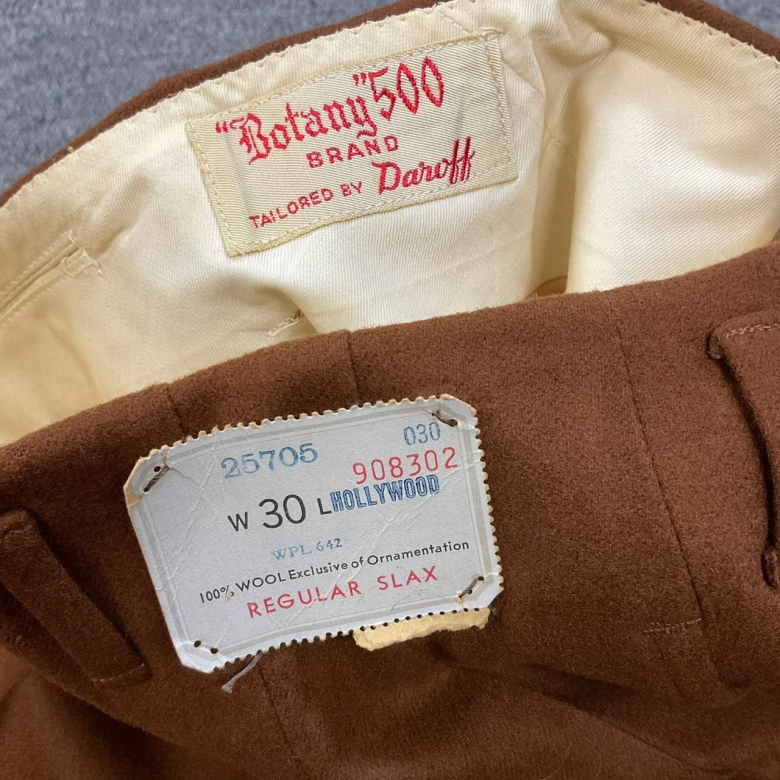 "Botany" 500
BRAND
TAILORED BY Daroff
25705 030
908302
W 30 L HOLLYWOOD
WPL 642
100% WOOL Exclusive of Ornamentation
REGULAR SLAX